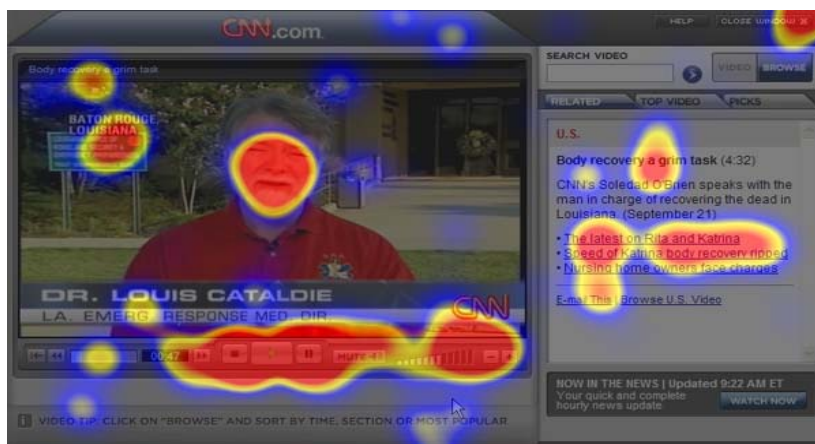 CNN.com
HELP
CLOSE WINDOW X
Body recovery a grim task
SEARCH VIDEO
VIDEO
BROWSE
RELATED
TOP VIDEO
PICKS
BATON ROUGE,
LOUISIANA
U.S.
Body recovery a grim task (4:32)
CNN's Soledad O'Brien speaks with the
man in charge of recovering the dead in
Louisiana. (September 21)
• The latest on Rita and Katrina
• Speed of Katrina body recovery ripped
• Nursing home owners face charges
E-mail This | Browse U.S. Video
DR. LOUIS CATALDIE
LA. EMERG. RESPONSE MED. DIR.
CNN
00:47
MUTE
NOW IN THE NEWS | Updated 9:22 AM ET
Your quick and complete
hourly news update.
WATCH NOW
VIDEO TIP: CLICK ON "BROWSE" AND SORT BY TIME, SECTION OR MOST POPULAR